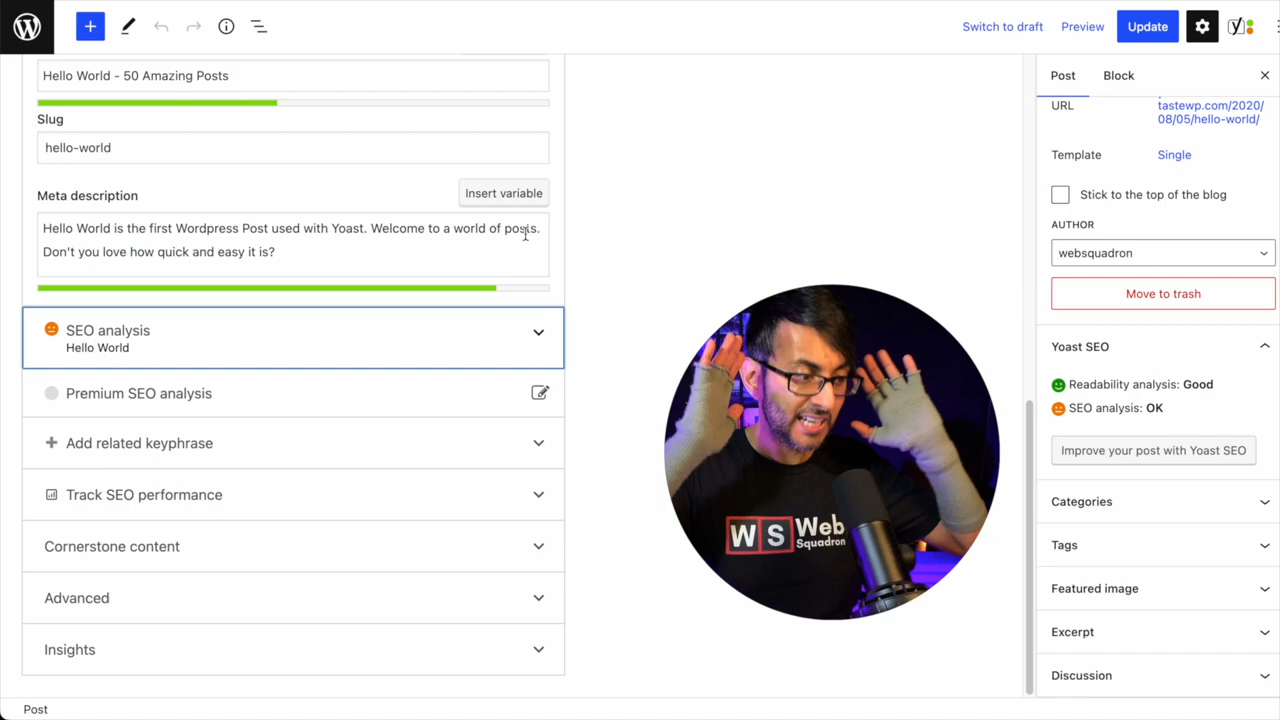 Switch to draft
Preview
Update
Hello World - 50 Amazing Posts
Slug
hello-world
Meta description
Insert variable
Hello World is the first Wordpress Post used with Yoast. Welcome to a world of posts.
Don't you love how quick and easy it is?
SEO analysis
Hello World
Premium SEO analysis
Add related keyphrase
Track SEO performance
Cornerstone content
Advanced
Insights
Post
WS Web
Squadron
Post
Block
URL
tastewp.com/2020/
08/05/hello-world/
Template
Single
Stick to the top of the blog
AUTHOR
websquadron
Move to trash
Yoast SEO
Readability analysis: Good
SEO analysis: OK
Improve your post with Yoast SEO
Categories
Tags
Featured image
Excerpt
Discussion